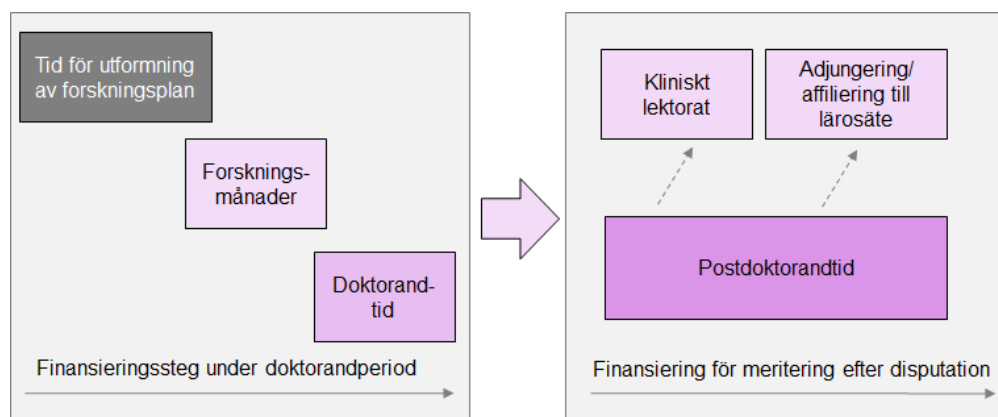 Tid för utformning
av forskningsplan
Forsknings-
månader
Doktorand-
tid
Finansieringssteg under doktorandperiod
Kliniskt
lektorat
Adjungering/
affiliering till
lärosäte
Postdoktorandtid
Finansiering för meritering efter disputation